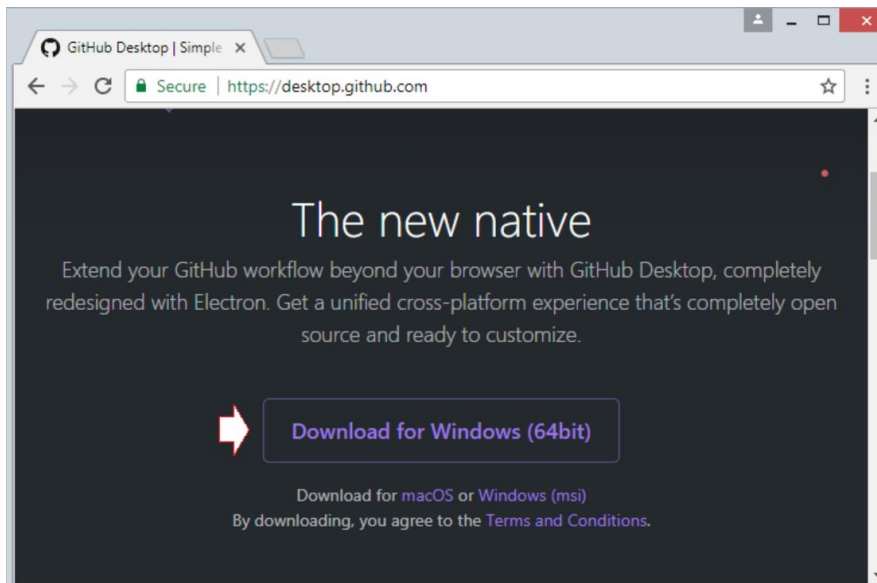 GitHub Desktop | Simple
Secure | https://desktop.github.com
The new native
Extend your GitHub workflow beyond your browser with GitHub Desktop, completely
redesigned with Electron. Get a unified cross-platform experience that's completely open
source and ready to customize.
Download for Windows (64bit)
Download for macOS or Windows (msi)
By downloading, you agree to the Terms and Conditions.